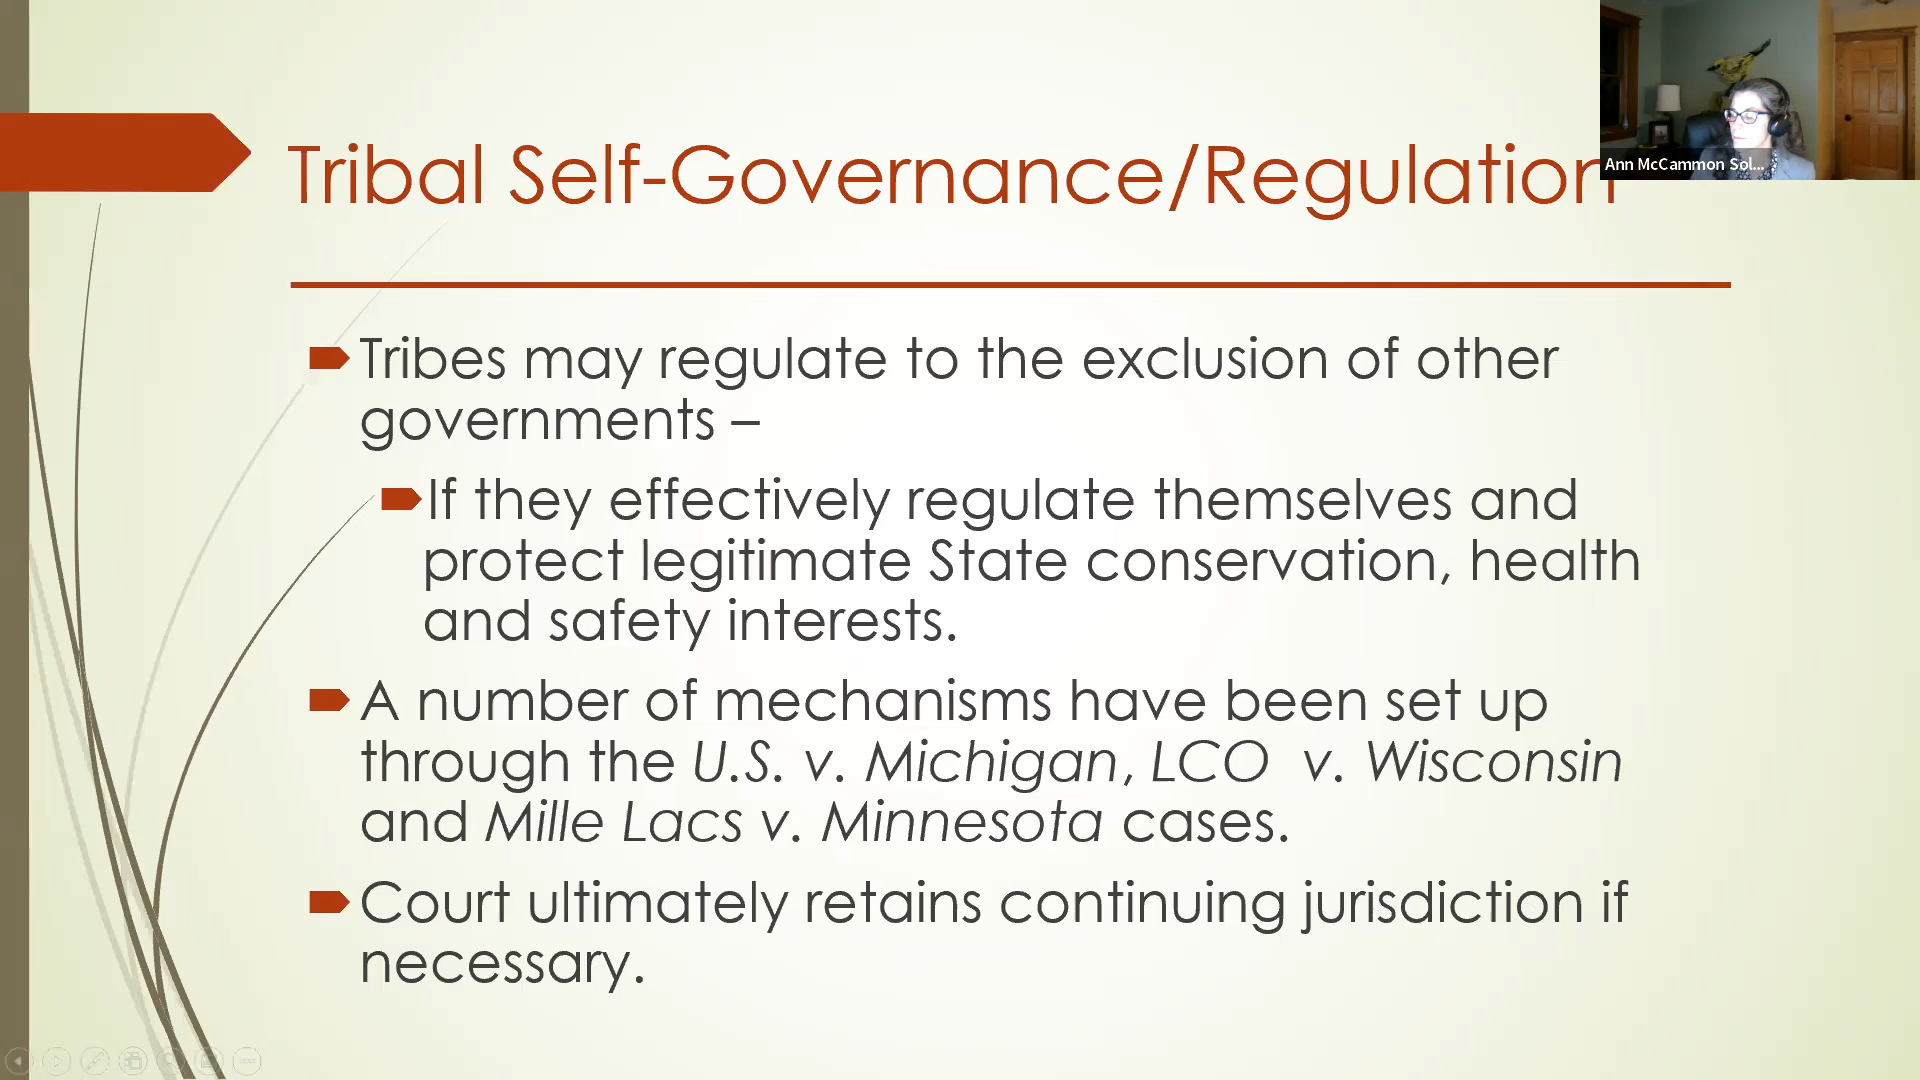 Tribal Self-Governance/Regulation
Ann McCammon Sol...
Tribes may regulate to the exclusion of other
governments –
If they effectively regulate themselves and
protect legitimate State conservation, health
and safety interests.
A number of mechanisms have been set up
through the U.S. v. Michigan, LCO v. Wisconsin
and Mille Lacs v. Minnesota cases.
Court ultimately retains continuing jurisdiction if
necessary.